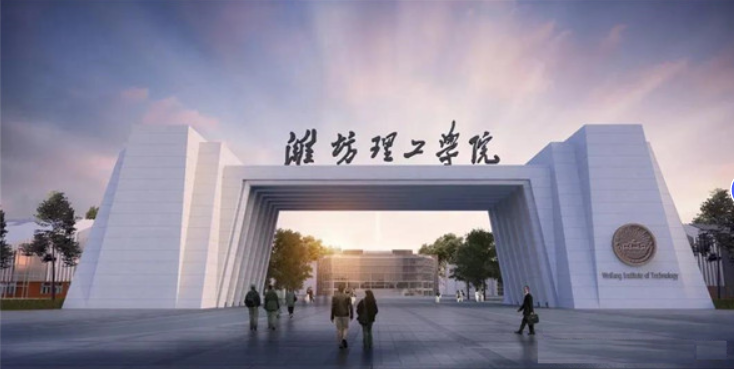 潍坊理工学院
Weifang Institute of Technology